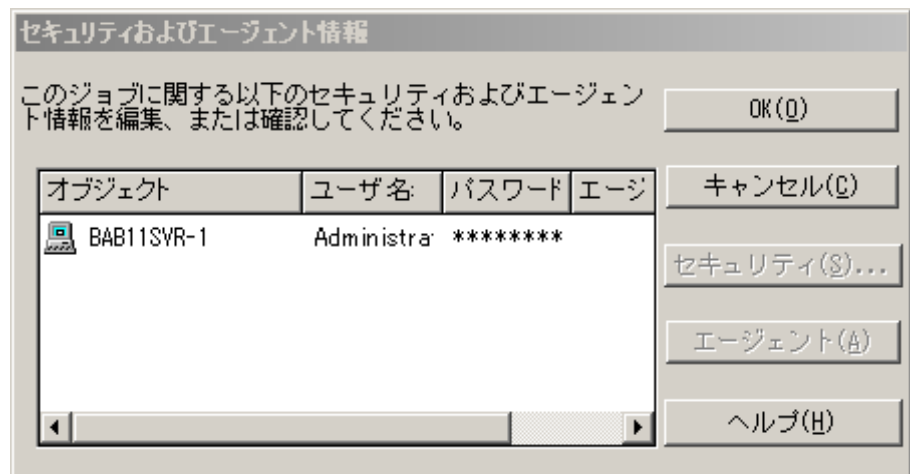 セキュリティおよびエージェント情報
このジョブに関する以下のセキュリティおよびエージェン
ト情報を編集、または確認してください。
OK(O)
キャンセル(C)
セキュリティ(S)...
エージェント(A)
ヘルプ(H)
オブジェクト ユーザ名: パスワード エージ
BAB11SVR-1 Administra ********